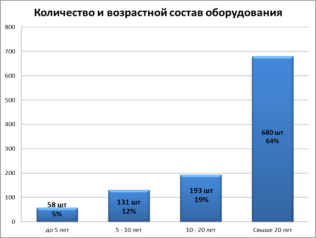 Количество и возрастной состав оборудования
800
700
600
500
400
300
200
100
0
58 шт
5%
131 шт
12%
193 шт
19%
680 шт
64%
до 5 лет
5 - 10 лет
10 - 20 лет
Свыше 20 лет